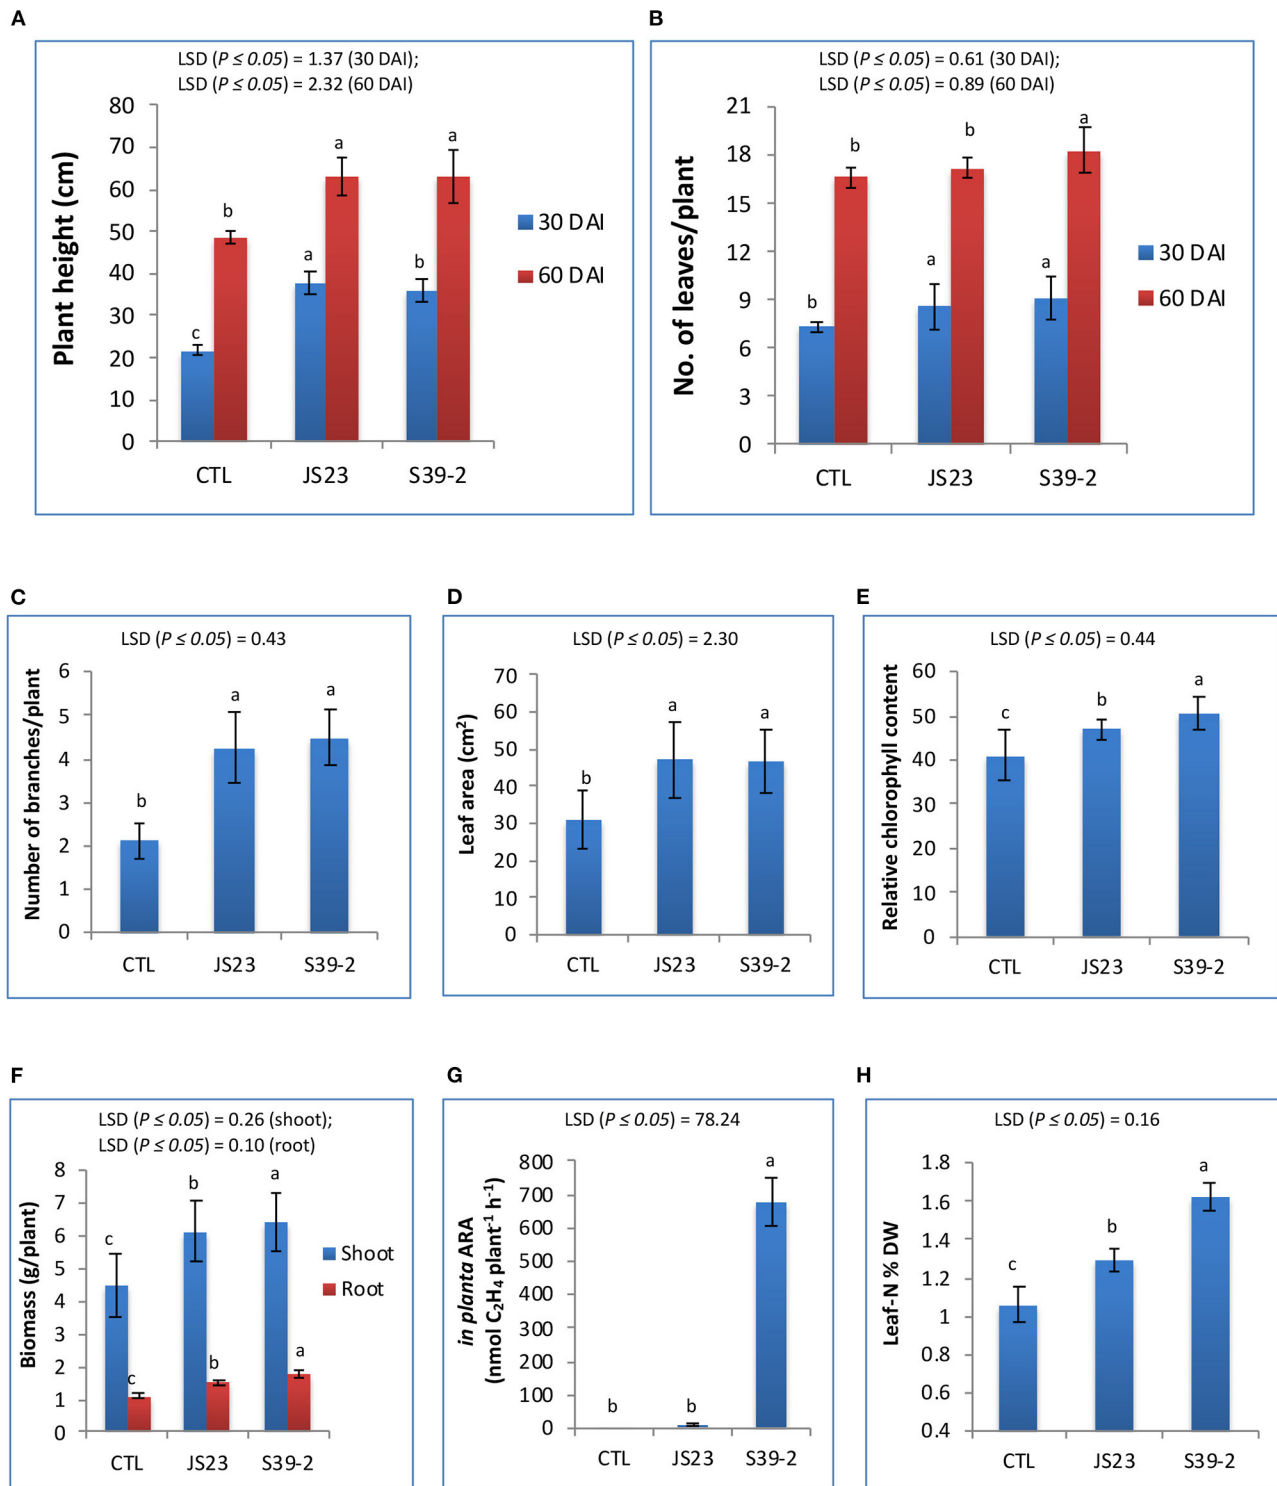 A
LSD (P ≤ 0.05) = 1.37 (30 DAI);
LSD (P ≤ 0.05) = 2.32 (60 DAI)
Plant height (cm)
80
70
60
50
40
30
20
10
0
a
a
b
a
b
c
CTL
JS23
S39-2
30 DAI
60 DAI
B
LSD (P ≤ 0.05) = 0.61 (30 DAI);
LSD (P ≤ 0.05) = 0.89 (60 DAI)
No. of leaves/plant
21
18
15
12
9
6
3
0
b
b
a
b
a
a
CTL
JS23
S39-2
30 DAI
60 DAI
C
LSD (P ≤ 0.05) = 0.43
Number of branches/plant
6
5
4
3
2
1
0
b
a
a
CTL
JS23
S39-2
D
LSD (P ≤ 0.05) = 2.30
Leaf area (cm²)
70
60
50
40
30
20
10
0
b
a
a
CTL
JS23
S39-2
E
LSD (P ≤ 0.05) = 0.44
Relative chlorophyll content
60
50
40
30
20
10
0
c
b
a
CTL
JS23
S39-2
F
LSD (P ≤ 0.05) = 0.26 (shoot);
LSD (P ≤ 0.05) = 0.10 (root)
Biomass (g/plant)
8
7
6
5
4
3
2
1
0
c
b
a
c
b
a
CTL
JS23
S39-2
Shoot
Root
G
LSD (P ≤ 0.05) = 78.24
in planta ARA
(nmol C₂H₄ plant⁻¹ h⁻¹)
800
700
600
500
400
300
200
100
0
b
b
a
CTL
JS23
S39-2
H
LSD (P ≤ 0.05) = 0.16
Leaf-N % DW
1.8
1.6
1.4
1.2
1
0.8
0.6
0.4
c
b
a
CTL
JS23
S39-2